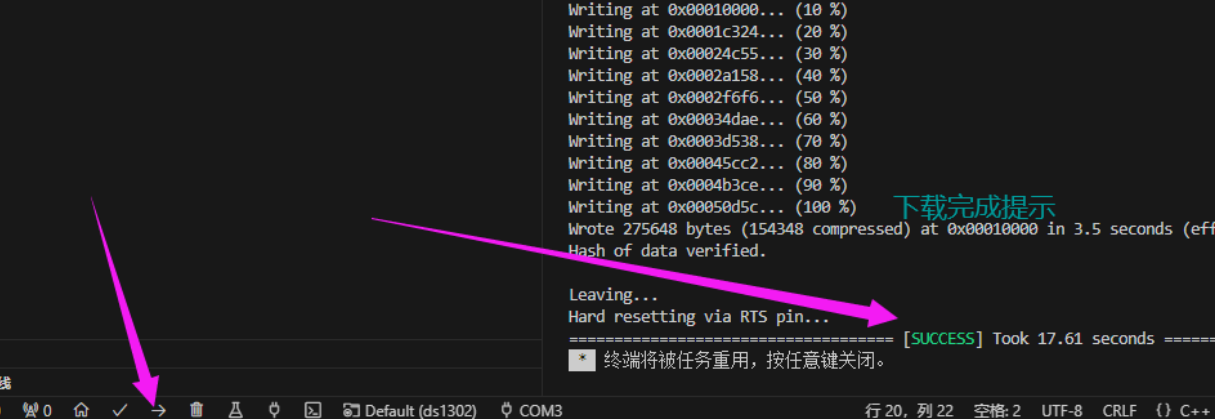 Writing at 0x00010000... (10 %)
Writing at 0x0001c324... (20 %)
Writing at 0x00024c55... (30 %)
Writing at 0x0002a158... (40 %)
Writing at 0x0002f6f6... (50 %)
Writing at 0x00034dae... (60 %)
Writing at 0x0003d538... (70 %)
Writing at 0x00045cc2... (80 %)
Writing at 0x0004b3ce... (90 %)
Writing at 0x00050d5c... (100 %)
下载完成提示
Wrote 275648 bytes (154348 compressed) at 0x00010000 in 3.5 seconds (eff
Hash of data verified.
Leaving...
Hard resetting via RTS pin...
=================================== [SUCCESS] Took 17.61 seconds ======
* 终端将被任务重用，按任意键关闭。
线
0 Default (ds1302) COM3 行 20，列 22 空格: 2 UTF-8 CRLF {} C++